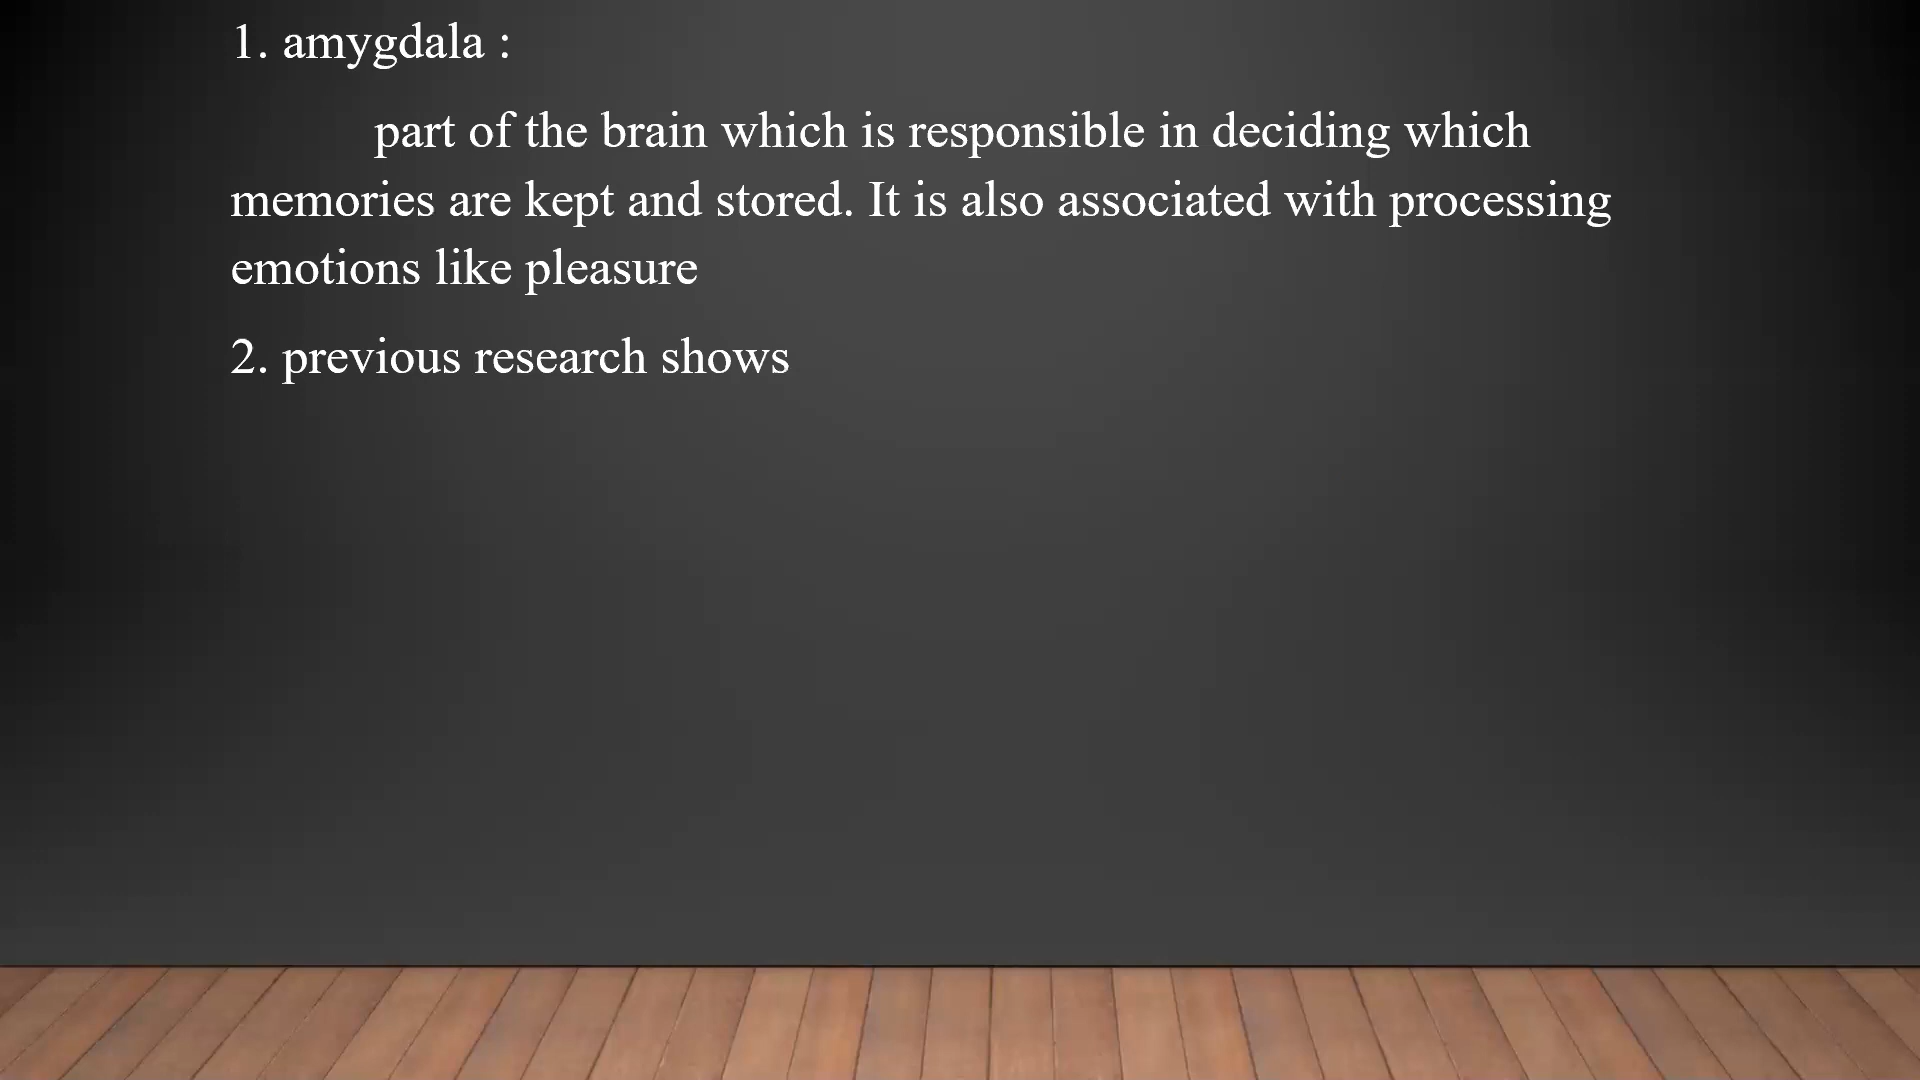 1. amygdala :
part of the brain which is responsible in deciding which
memories are kept and stored. It is also associated with processing
emotions like pleasure
2. previous research shows